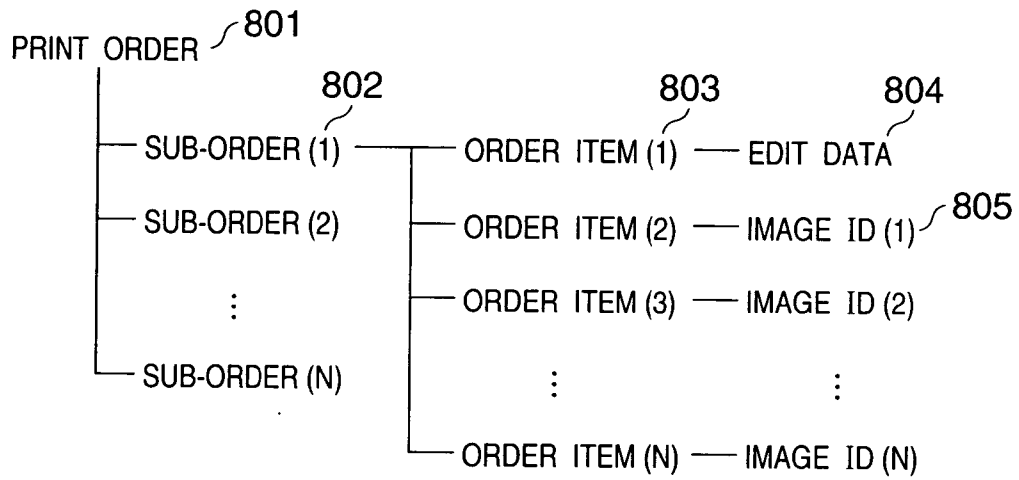 PRINT ORDER 801
802 803 804
SUB-ORDER (1) ORDER ITEM (1) EDIT DATA
805
SUB-ORDER (2) ORDER ITEM (2) IMAGE ID (1)
⋮ ORDER ITEM (3) IMAGE ID (2)
SUB-ORDER (N) ⋮ ⋮
ORDER ITEM (N) IMAGE ID (N)